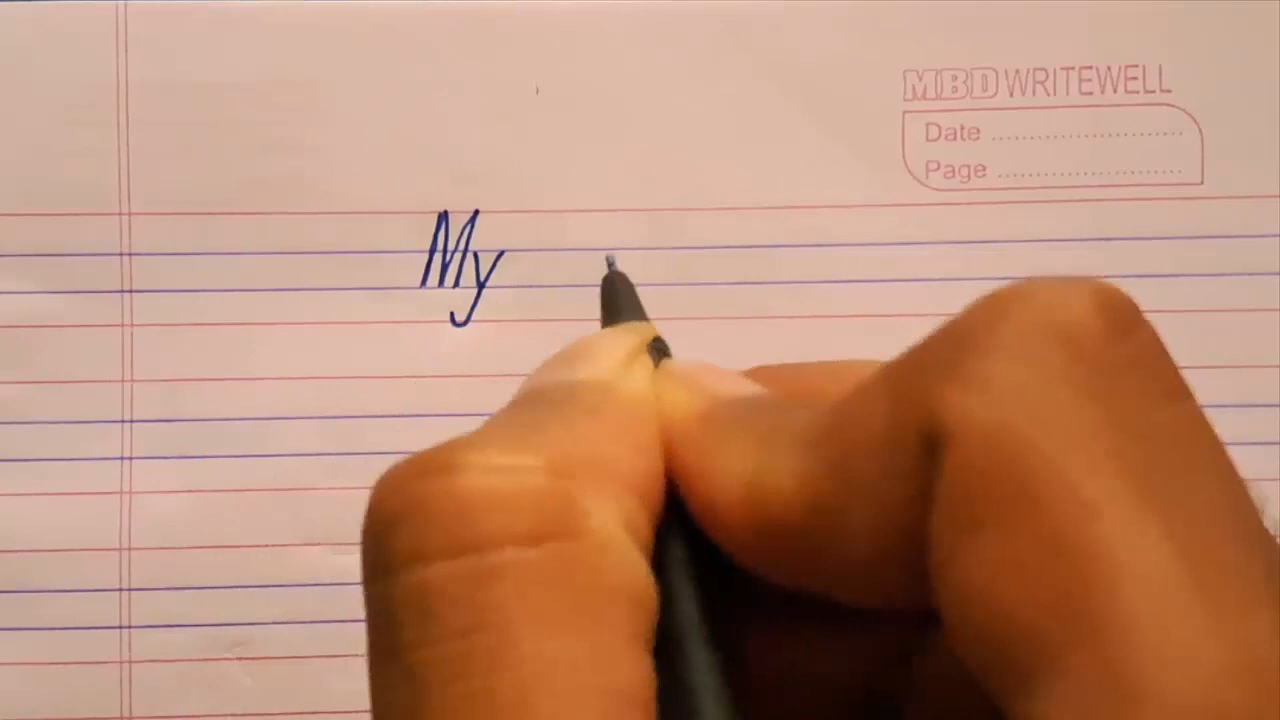 MBD WRITEWELL
Date ..........................
Page ..........................
My